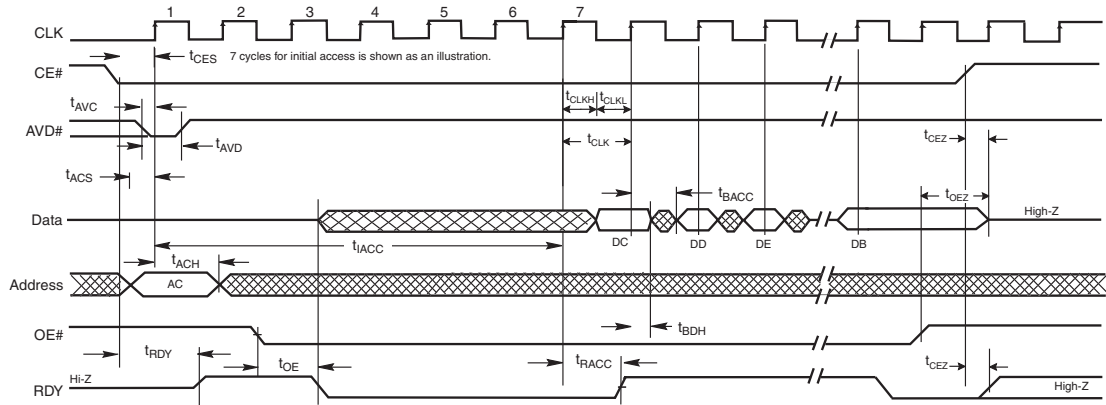 1 2 3 4 5 6 7
CLK
tCES 7 cycles for initial access is shown as an illustration.
CE#
tAVC
tCLKH tCLKL
AVD#
tAVD
tCLK
tCEZ
tACS
tBACC
tOEZ
Data
High-Z
DC DD DE DB
tIACC
tACH
Address
AC
OE#
tBDH
tRDY
tOE
tRACC
tCEZ
RDY
Hi-Z
High-Z